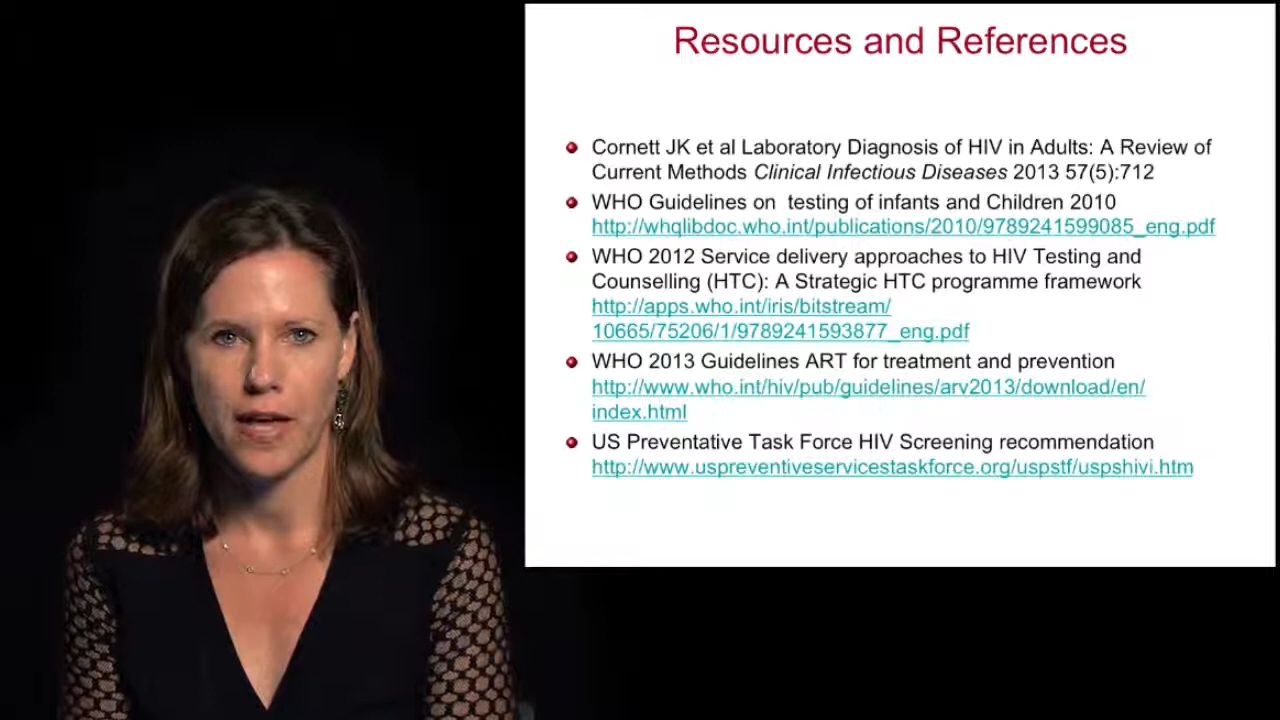 Resources and References
Cornett JK et al Laboratory Diagnosis of HIV in Adults: A Review of
Current Methods Clinical Infectious Diseases 2013 57(5):712
WHO Guidelines on testing of infants and Children 2010
http://whqlibdoc.who.int/publications/2010/9789241599085_eng.pdf
WHO 2012 Service delivery approaches to HIV Testing and
Counselling (HTC): A Strategic HTC programme framework
http://apps.who.int/iris/bitstream/
10665/75206/1/9789241593877_eng.pdf
WHO 2013 Guidelines ART for treatment and prevention
http://www.who.int/hiv/pub/guidelines/arv2013/download/en/
index.html
US Preventative Task Force HIV Screening recommendation
http://www.uspreventiveservicestaskforce.org/uspstf/uspshivi.htm